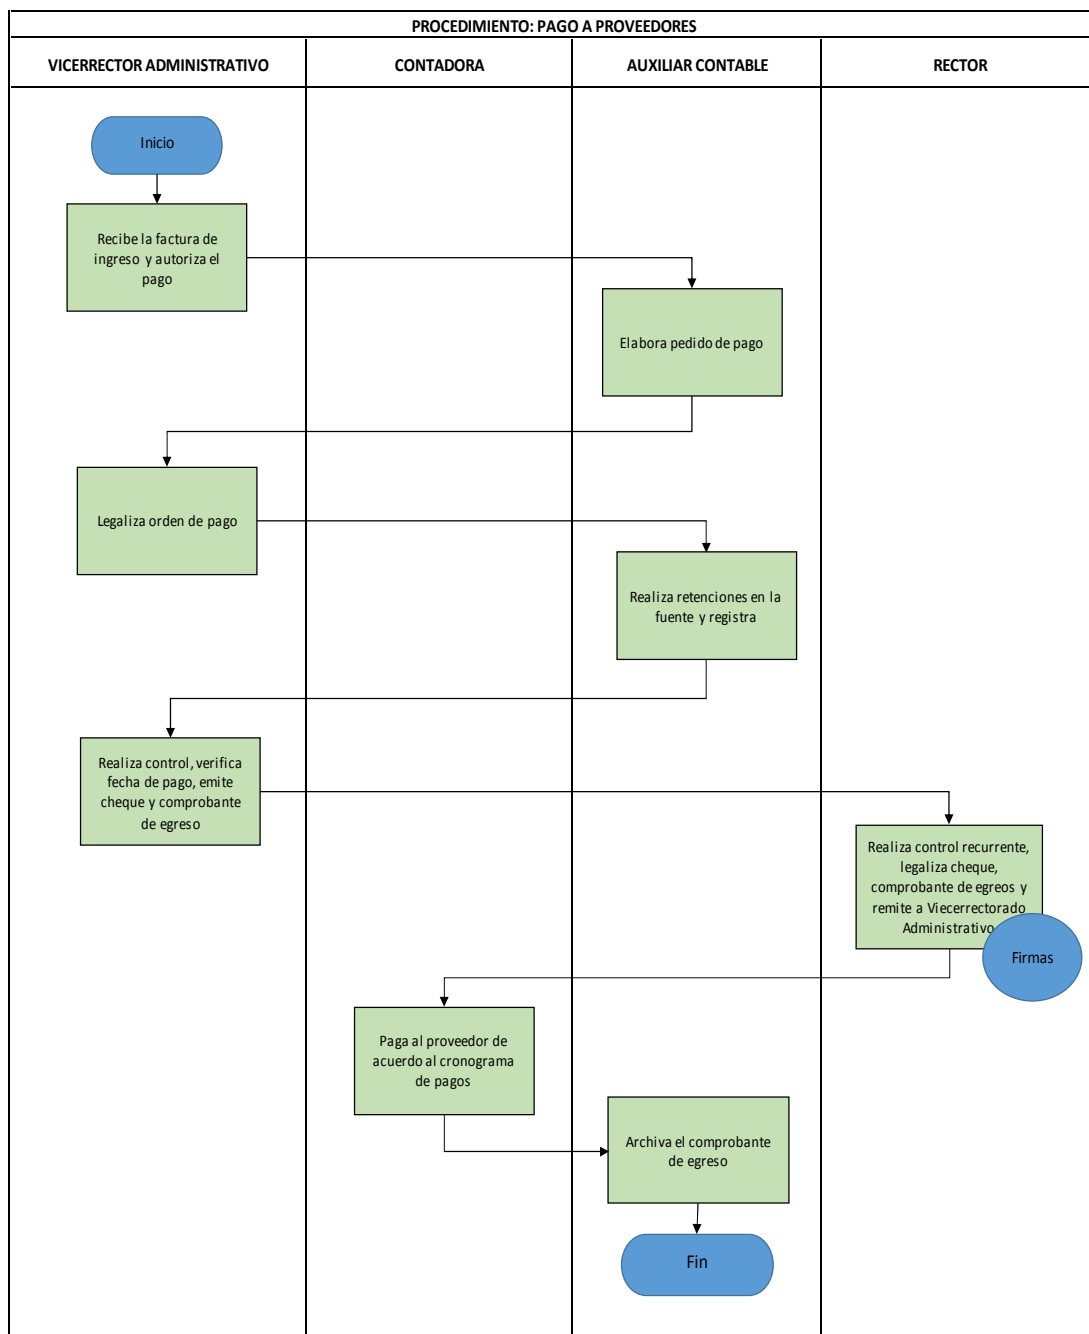 PROCEDIMIENTO: PAGO A PROVEEDORES
VICERRECTOR ADMINISTRATIVO
CONTADORA
AUXILIAR CONTABLE
RECTOR
Inicio
Recibe la factura de
ingreso y autoriza el
pago
Elabora pedido de pago
Legaliza orden de pago
Realiza retenciones en la
fuente y registra
Realiza control, verifica
fecha de pago, emite
cheque y comprobante
de egreso
Realiza control recurrente,
legaliza cheque,
comprobante de egreos y
remite a Viecerrectorado
Administrativo
Firmas
Paga al proveedor de
acuerdo al cronograma
de pagos
Archiva el comprobante
de egreso
Fin